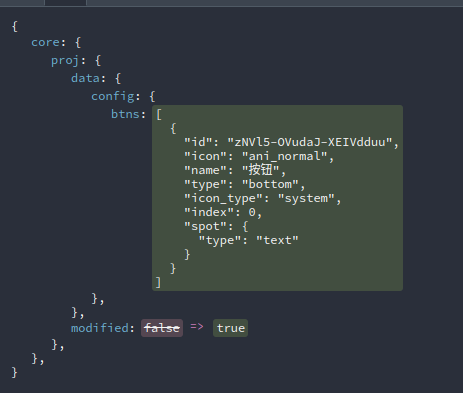 {
core: {
proj: {
data: {
config: {
btns: [
{
"id": "zNVl5-OVudaJ-XEIVdduu",
"icon": "ani_normal",
"name": "按钮",
"type": "bottom",
"icon_type": "system",
"index": 0,
"spot": {
"type": "text"
}
}
]
},
},
modified: false => true
},
},
}